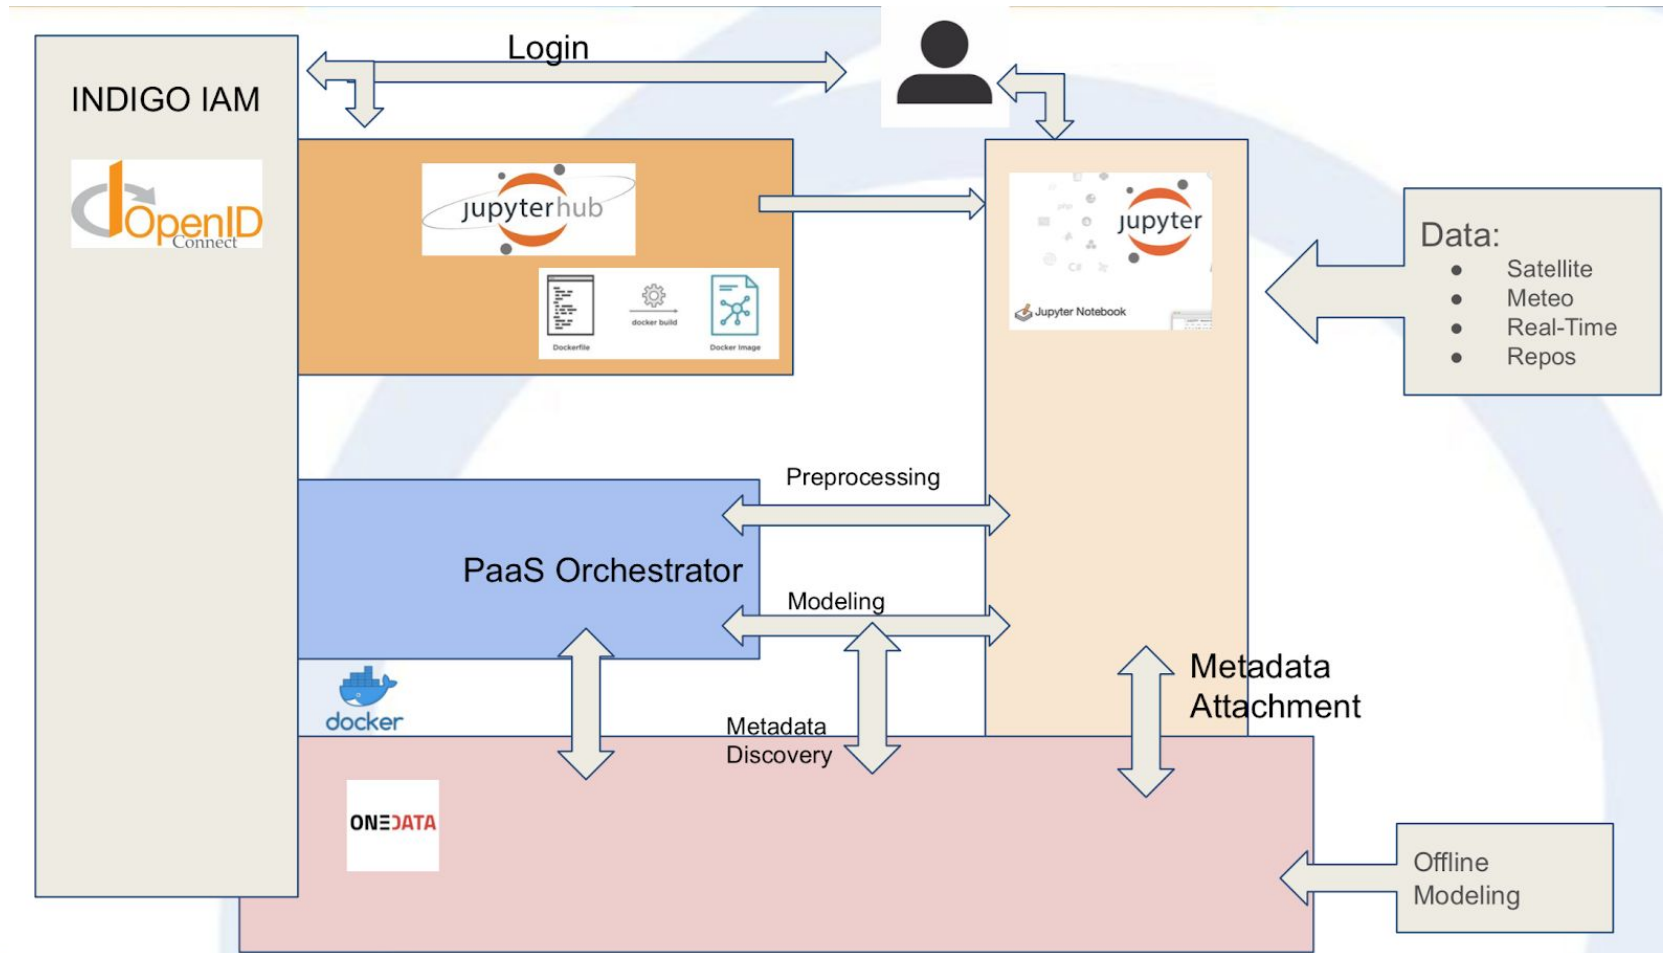 Login
INDIGO IAM
OpenID
Connect
jupyterhub
Dockerfile
docker build
Docker Image
php
C#
jupyter
Jupyter Notebook
Data:
● Satellite
● Meteo
● Real-Time
● Repos
Preprocessing
PaaS Orchestrator
Modeling
docker
Metadata
Discovery
Metadata
Attachment
ONEDATA
Offline
Modeling